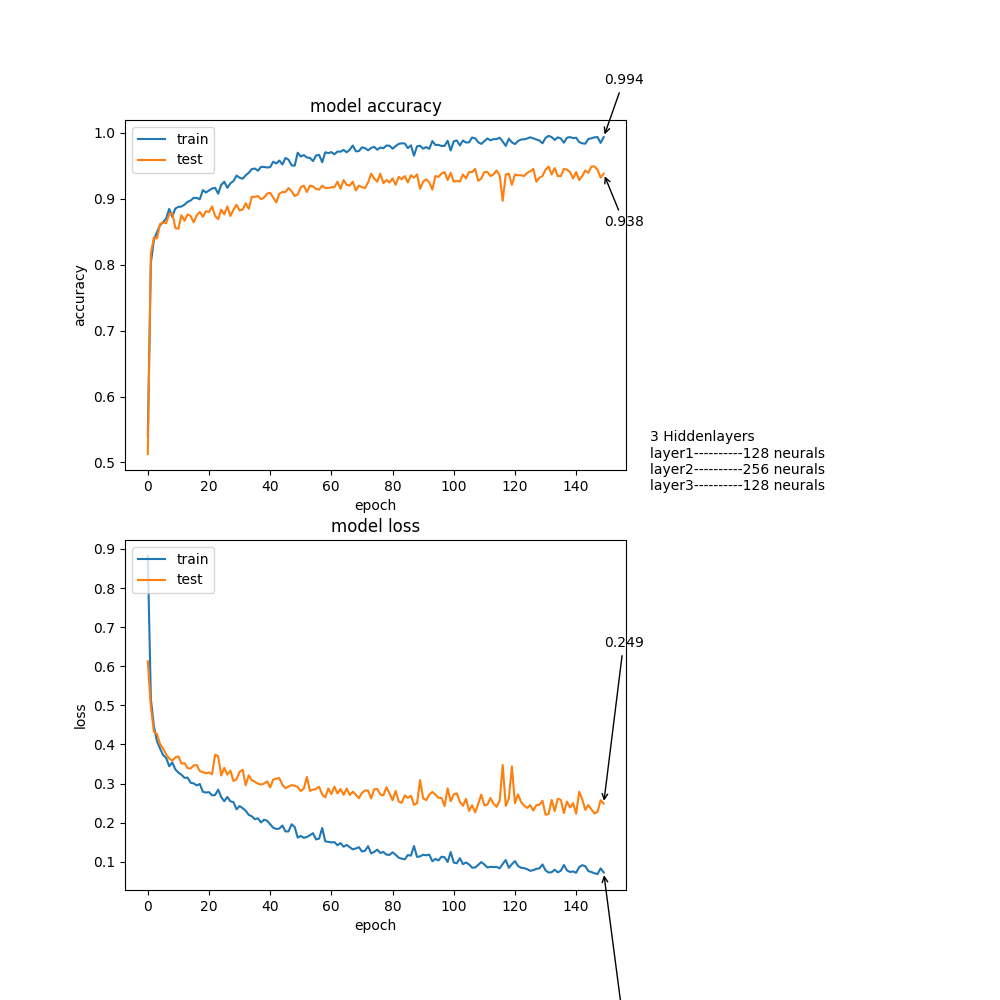 0.994
model accuracy
train
test
1.0
0.9
0.8
0.7
0.6
0.5
accuracy
0.938
0 20 40 60 80 100 120 140
epoch
3 Hiddenlayers
layer1----------128 neurals
layer2----------256 neurals
layer3----------128 neurals
model loss
train
test
0.9
0.8
0.7
0.6
0.5
0.4
0.3
0.2
0.1
loss
0.249
0 20 40 60 80 100 120 140
epoch